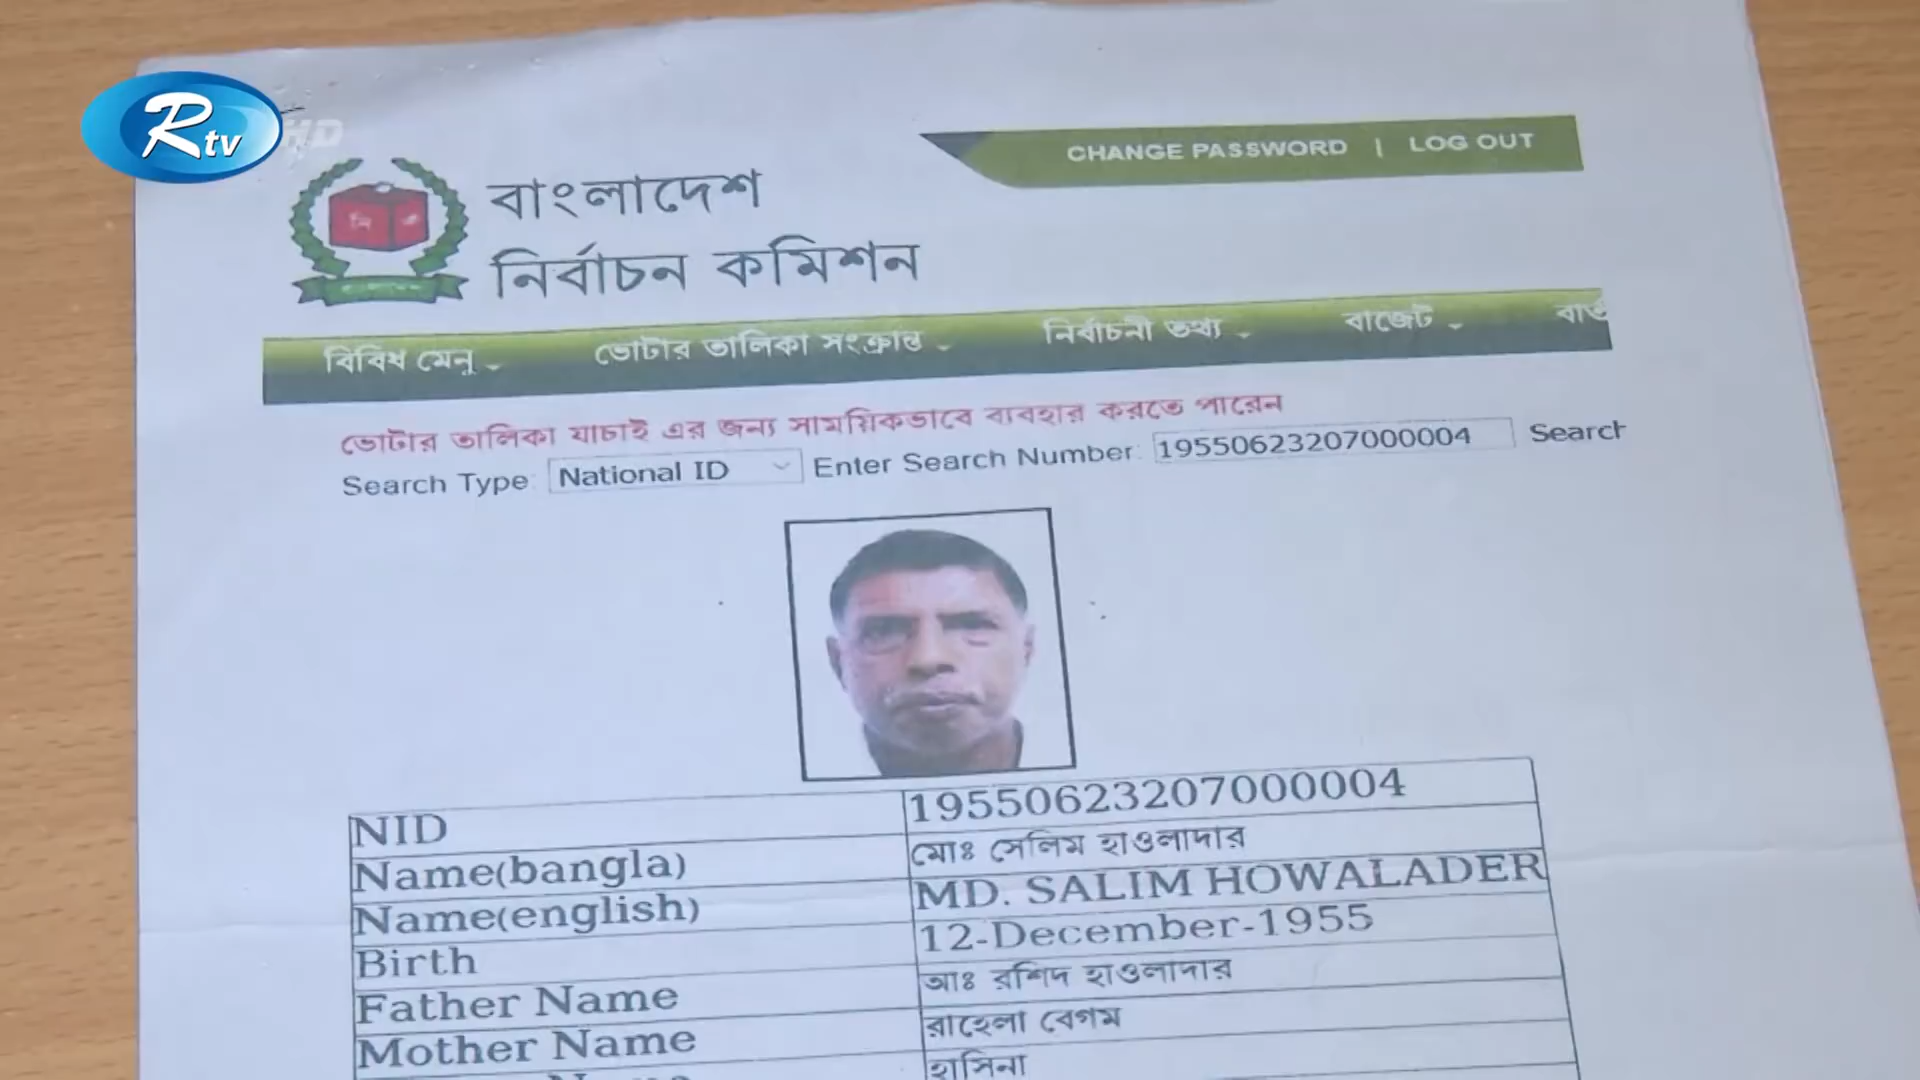 Rtv
HD
CHANGE PASSWORD | LOG OUT
বাংলাদেশ
নির্বাচন কমিশন
বিবিধ মেনু ভোটার তালিকা সংক্রান্ত নির্বাচনী তথ্য বাজেট
ভোটার তালিকা যাচাই এর জন্য সাময়িকভাবে ব্যবহার করতে পারেন
Search Type: National ID Enter Search Number: 19550623207000004 Search
NID 19550623207000004
Name(bangla) মোঃ সেলিম হাওলাদার
Name(english) MD. SALIM HOWALADER
Birth 12-December-1955
Father Name আঃ রশিদ হাওলাদার
Mother Name রাহেলা বেগম
হাসিনা